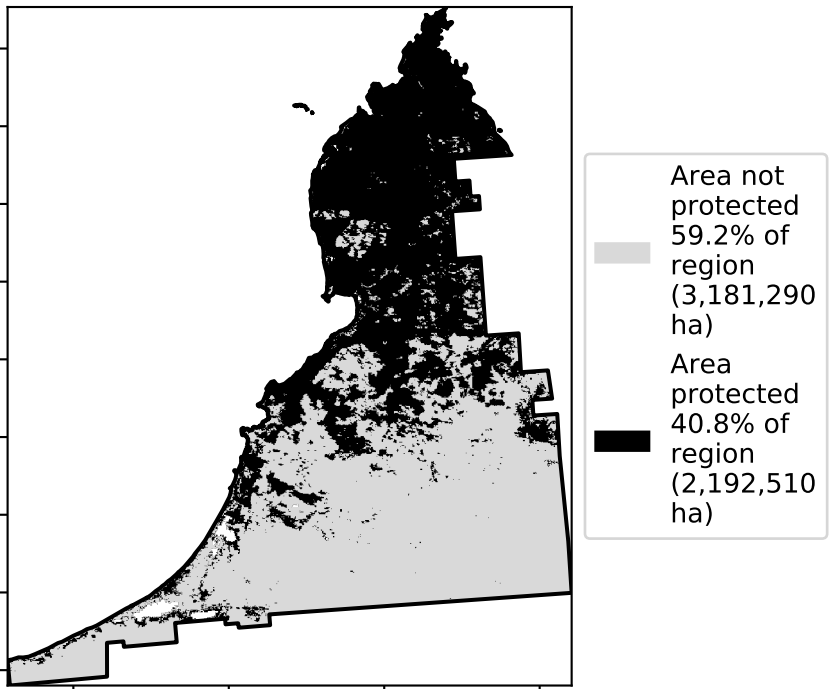 Area not
protected
59.2% of
region
(3,181,290
ha)
Area
protected
40.8% of
region
(2,192,510
ha)